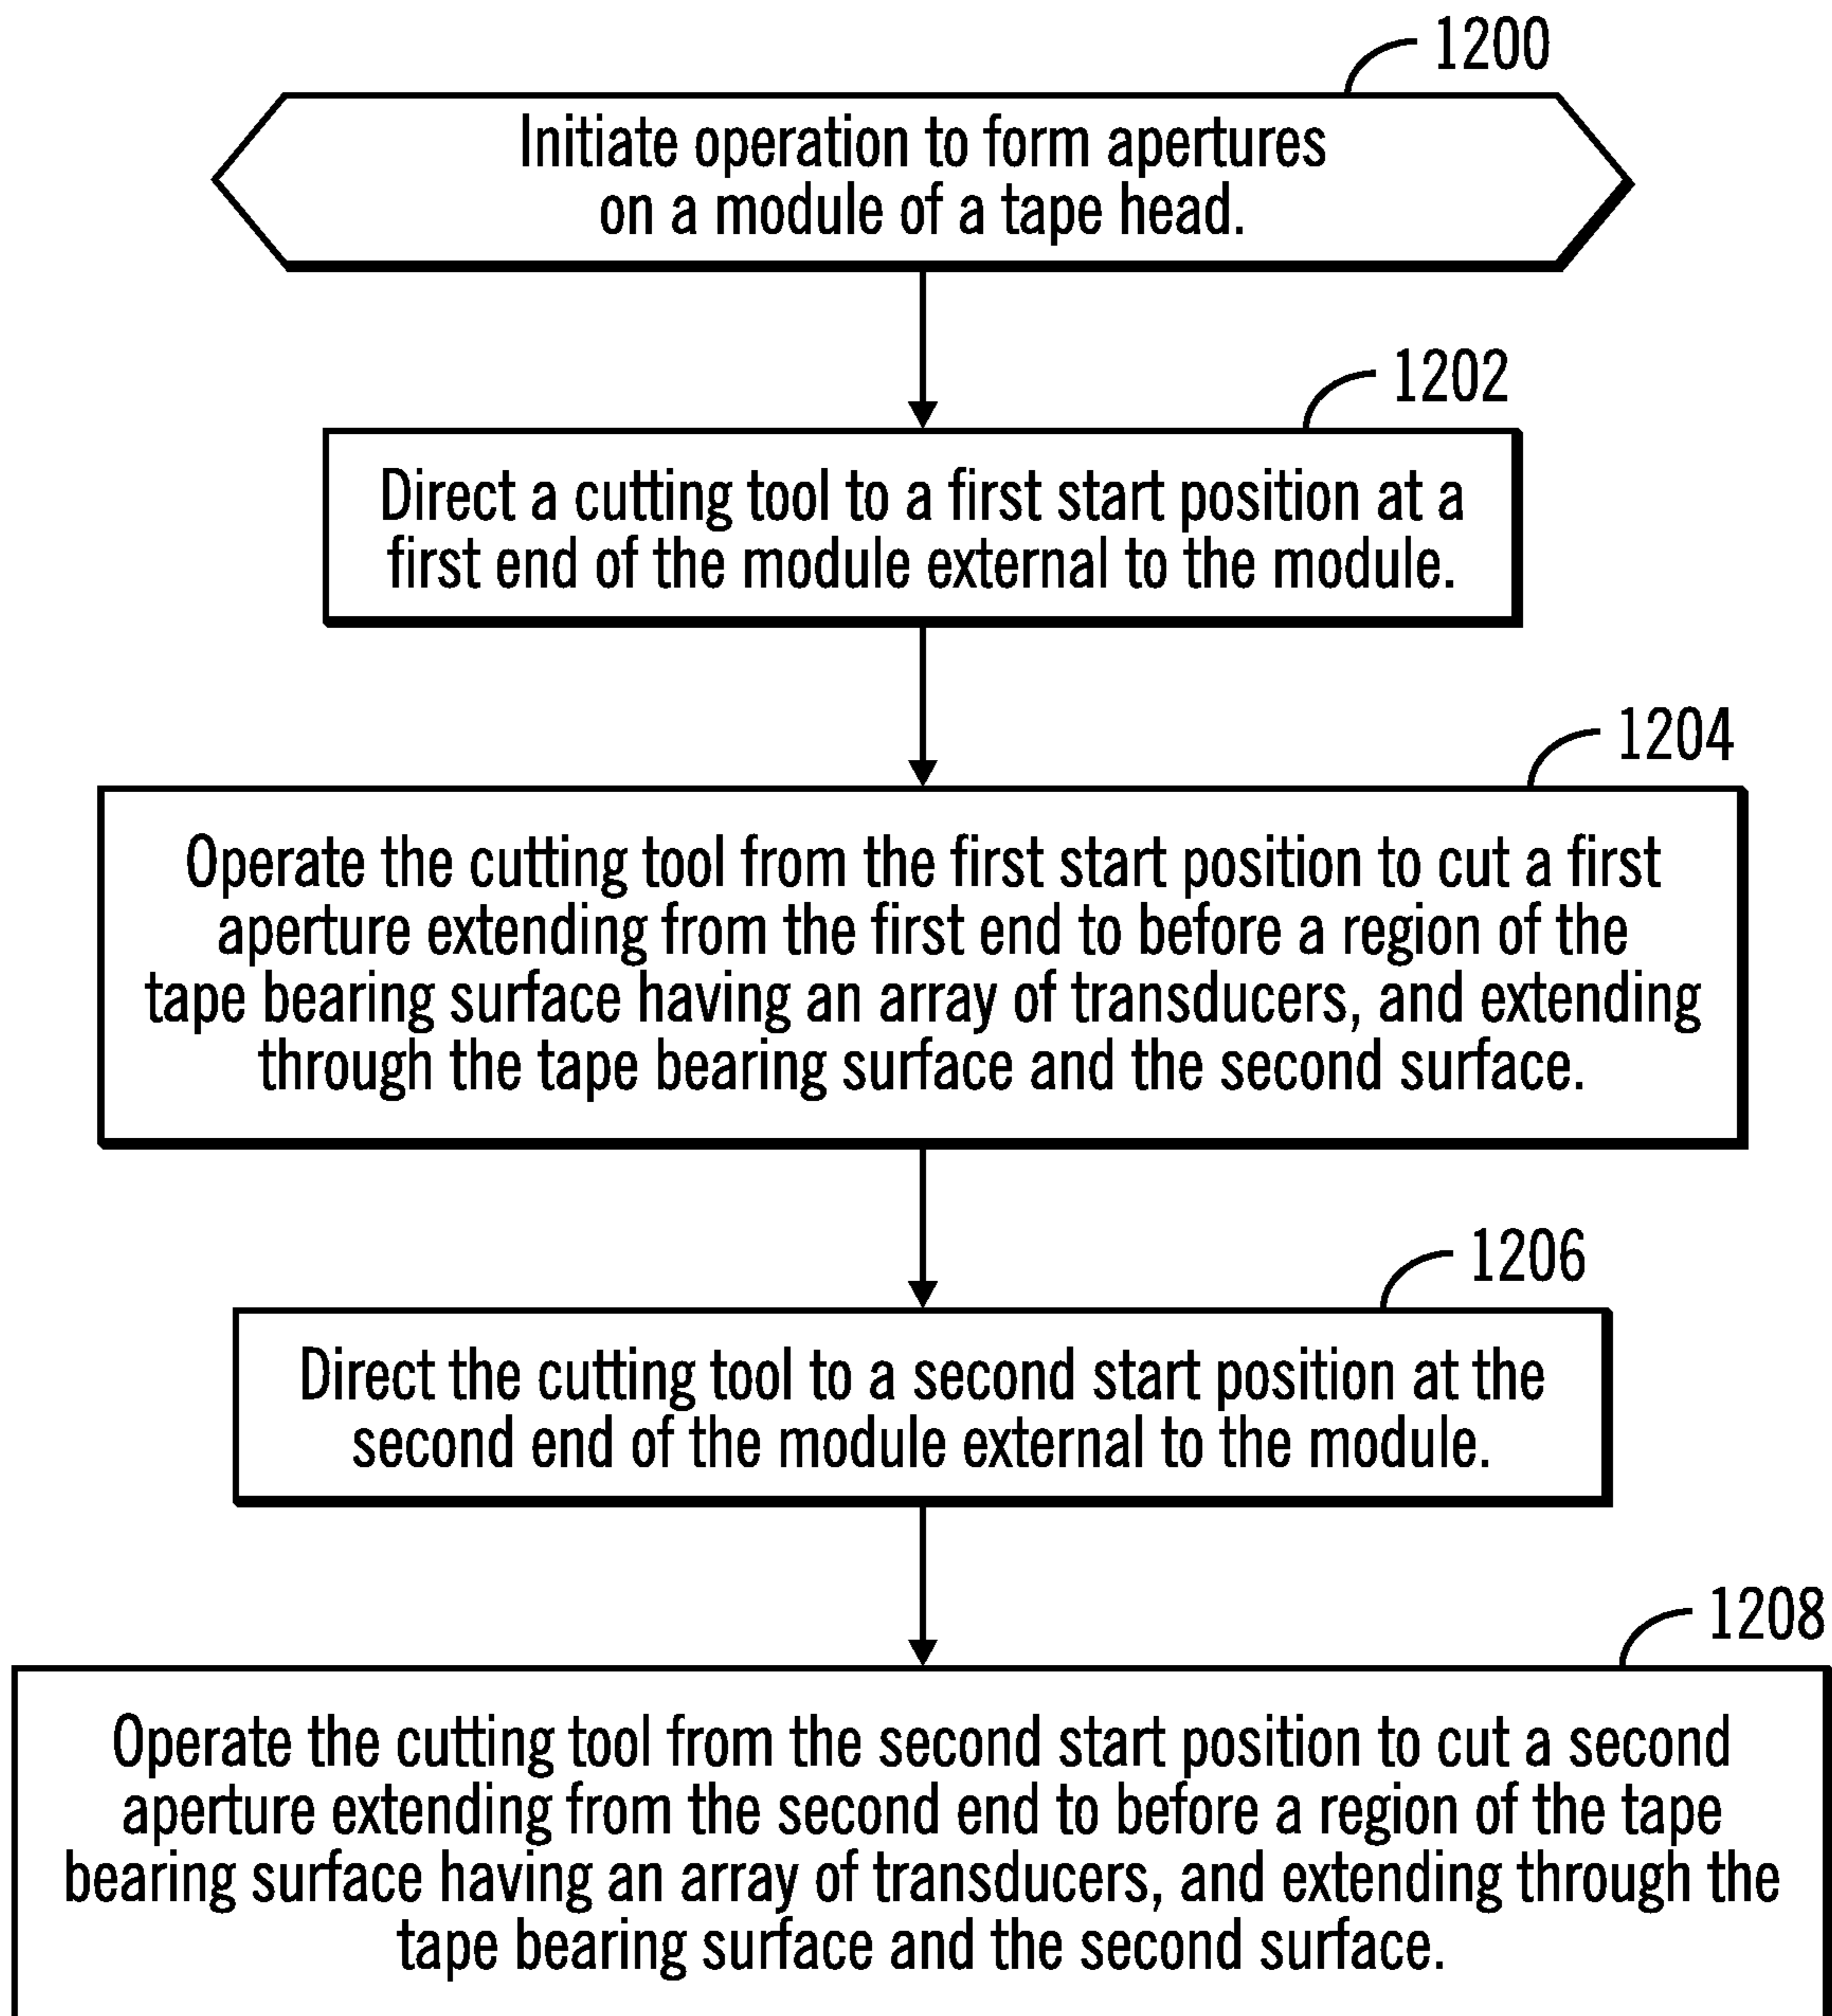 1200
Initiate operation to form apertures
on a module of a tape head.
1202
Direct a cutting tool to a first start position at a
first end of the module external to the module.
1204
Operate the cutting tool from the first start position to cut a first
aperture extending from the first end to before a region of the
tape bearing surface having an array of transducers, and extending
through the tape bearing surface and the second surface.
1206
Direct the cutting tool to a second start position at the
second end of the module external to the module.
1208
Operate the cutting tool from the second start position to cut a second
aperture extending from the second end to before a region of the tape
bearing surface having an array of transducers, and extending through the
tape bearing surface and the second surface.